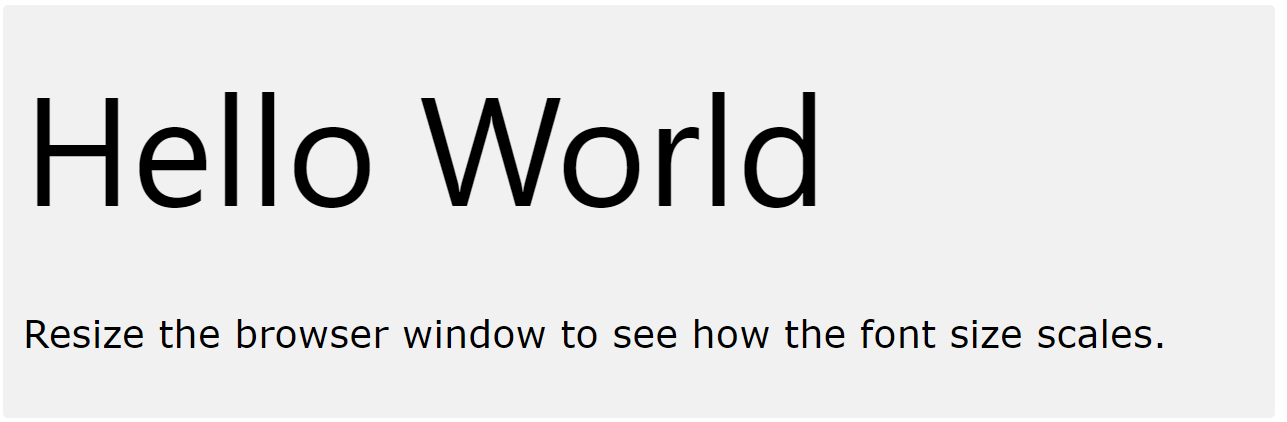 Hello World
Resize the browser window to see how the font size scales.